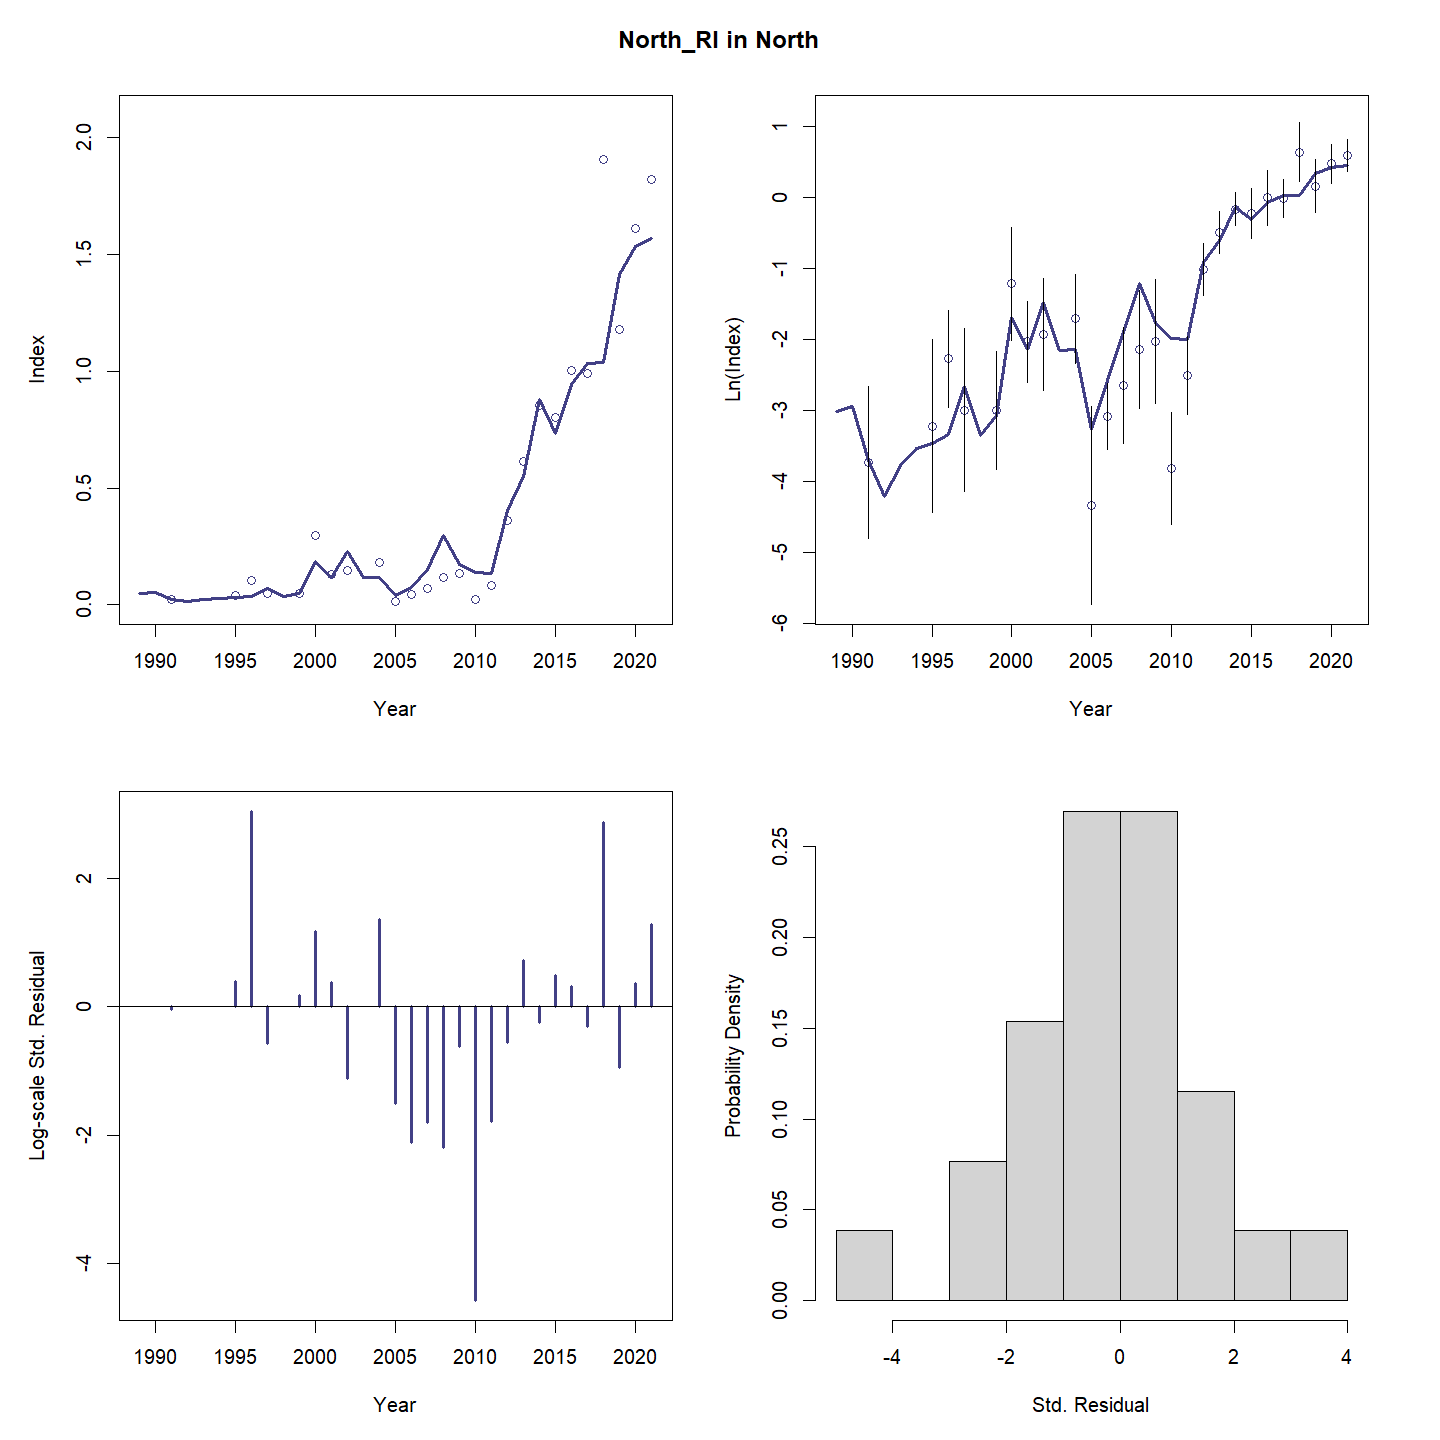 North_RI in North
Index
0.0 0.5 1.0 1.5 2.0
1990 1995 2000 2005 2010 2015 2020
Year
Ln(Index)
-6 -5 -4 -3 -2 -1 0 1
1990 1995 2000 2005 2010 2015 2020
Year
Log-scale Std. Residual
-4 -2 0 2
1990 1995 2000 2005 2010 2015 2020
Year
Probability Density
0.00 0.05 0.10 0.15 0.20 0.25
-4 -2 0 2 4
Std. Residual